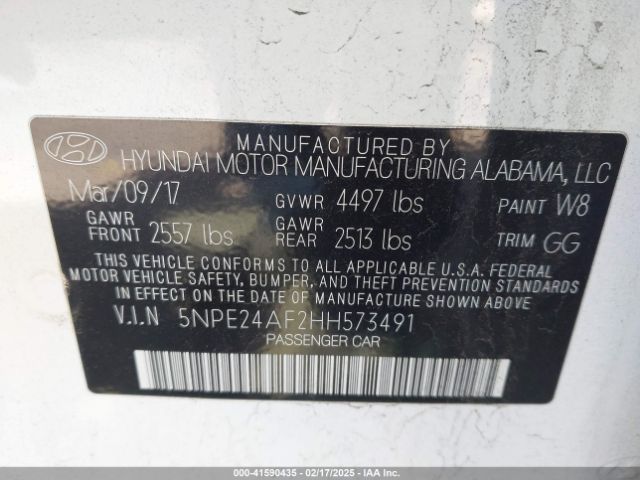 MANUFACTURED BY
HYUNDAI MOTOR MANUFACTURING ALABAMA, LLC
Mar/09/17 GVWR 4497 lbs PAINT W8
GAWR FRONT 2557 lbs GAWR REAR 2513 lbs TRIM GG
THIS VEHICLE CONFORMS TO ALL APPLICABLE U.S.A. FEDERAL
MOTOR VEHICLE SAFETY, BUMPER, AND THEFT PREVENTION STANDARDS
IN EFFECT ON THE DATE OF MANUFACTURE SHOWN ABOVE.
V.I.N 5NPE24AF2HH573491
PASSENGER CAR
STOCK #: 41590435 - 02/17/2025 - IAA, INC